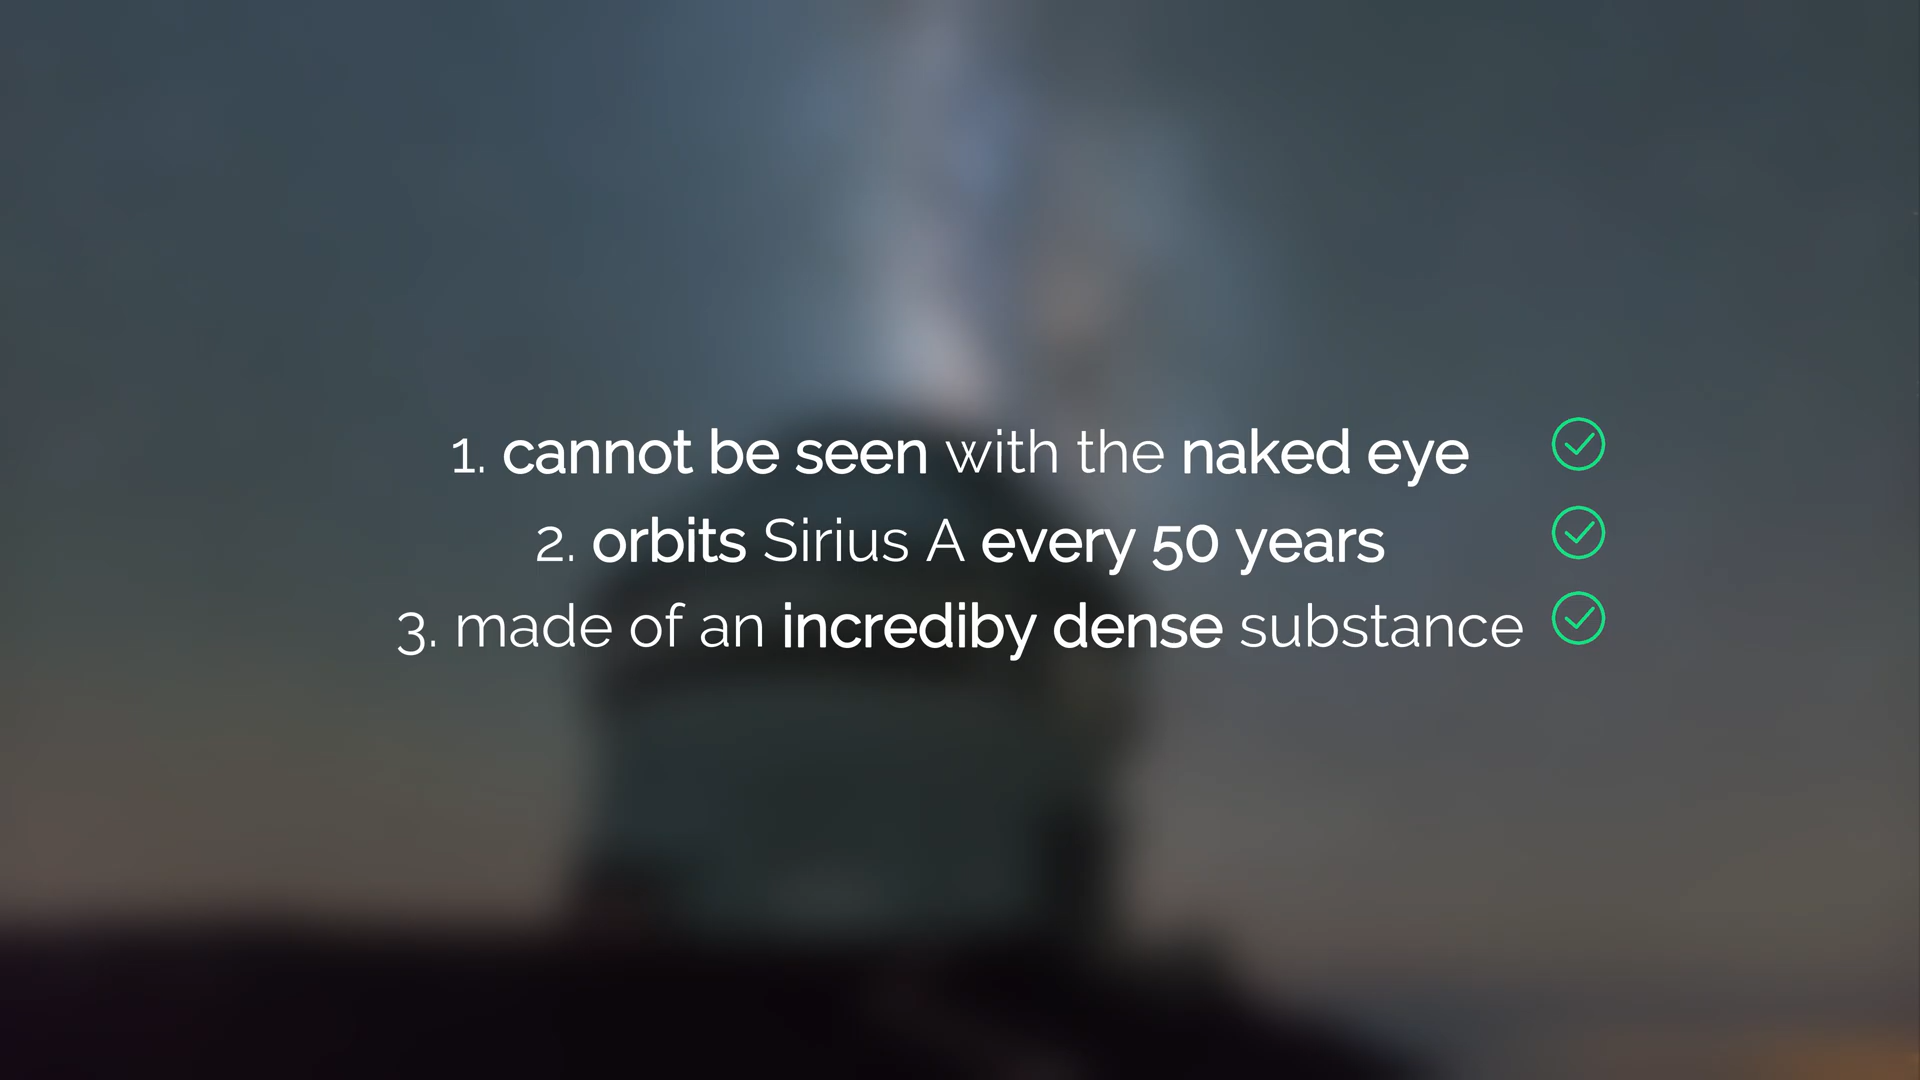 1. cannot be seen with the naked eye
2. orbits Sirius A every 50 years
3. made of an incrediby dense substance